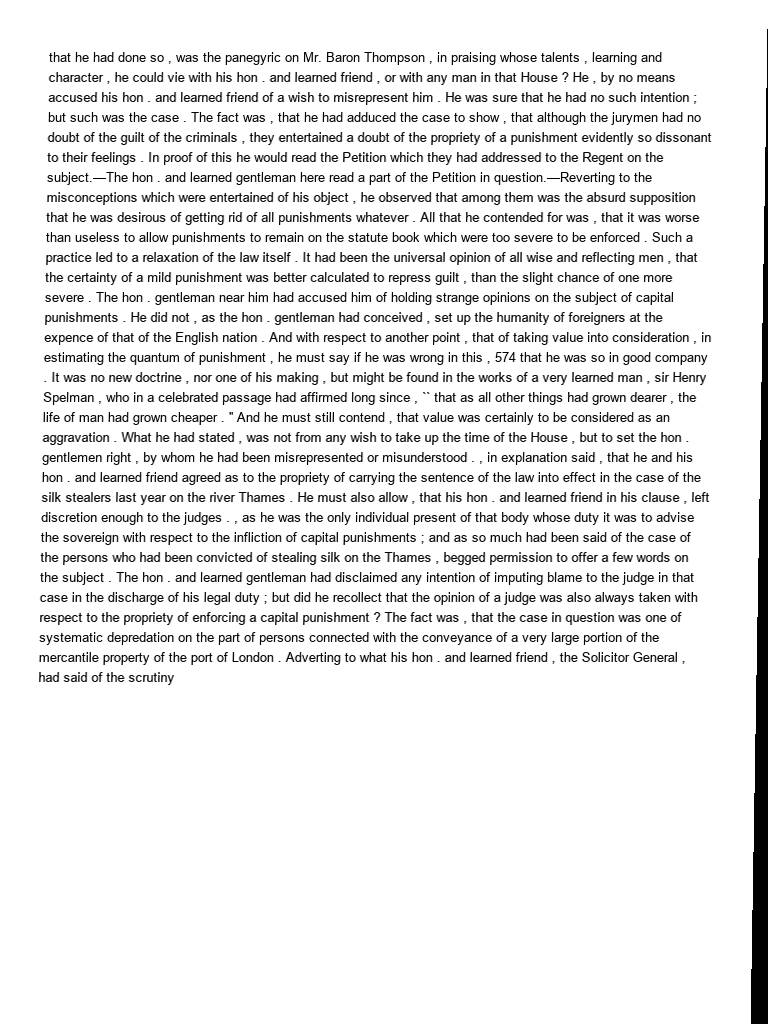 that he had done so , was the panegyric on Mr. Baron Thompson , in praising whose talents , learning and
character , he could vie with his hon . and learned friend , or with any man in that House ? He , by no means
accused his hon . and learned friend of a wish to misrepresent him . He was sure that he had no such intention ;
but such was the case . The fact was , that he had adduced the case to show , that although the jurymen had no
doubt of the guilt of the criminals , they entertained a doubt of the propriety of a punishment evidently so dissonant
to their feelings . In proof of this he would read the Petition which they had addressed to the Regent on the
subject.—The hon . and learned gentleman here read a part of the Petition in question.—Reverting to the
misconceptions which were entertained of his object , he observed that among them was the absurd supposition
that he was desirous of getting rid of all punishments whatever . All that he contended for was , that it was worse
than useless to allow punishments to remain on the statute book which were too severe to be enforced . Such a
practice led to a relaxation of the law itself . It had been the universal opinion of all wise and reflecting men , that
the certainty of a mild punishment was better calculated to repress guilt , than the slight chance of one more
severe . The hon . gentleman near him had accused him of holding strange opinions on the subject of capital
punishments . He did not , as the hon . gentleman had conceived , set up the humanity of foreigners at the
expence of that of the English nation . And with respect to another point , that of taking value into consideration , in
estimating the quantum of punishment , he must say if he was wrong in this , 574 that he was so in good company
. It was no new doctrine , nor one of his making , but might be found in the works of a very learned man , sir Henry
Spelman , who in a celebrated passage had affirmed long since , `` that as all other things had grown dearer , the
life of man had grown cheaper . " And he must still contend , that value was certainly to be considered as an
aggravation . What he had stated , was not from any wish to take up the time of the House , but to set the hon .
gentlemen right , by whom he had been misrepresented or misunderstood . , in explanation said , that he and his
hon . and learned friend agreed as to the propriety of carrying the sentence of the law into effect in the case of the
silk stealers last year on the river Thames . He must also allow , that his hon . and learned friend in his clause , left
discretion enough to the judges . , as he was the only individual present of that body whose duty it was to advise
the sovereign with respect to the infliction of capital punishments ; and as so much had been said of the case of
the persons who had been convicted of stealing silk on the Thames , begged permission to offer a few words on
the subject . The hon . and learned gentleman had disclaimed any intention of imputing blame to the judge in that
case in the discharge of his legal duty ; but did he recollect that the opinion of a judge was also always taken with
respect to the propriety of enforcing a capital punishment ? The fact was , that the case in question was one of
systematic depredation on the part of persons connected with the conveyance of a very large portion of the
mercantile property of the port of London . Adverting to what his hon . and learned friend , the Solicitor General ,
had said of the scrutiny